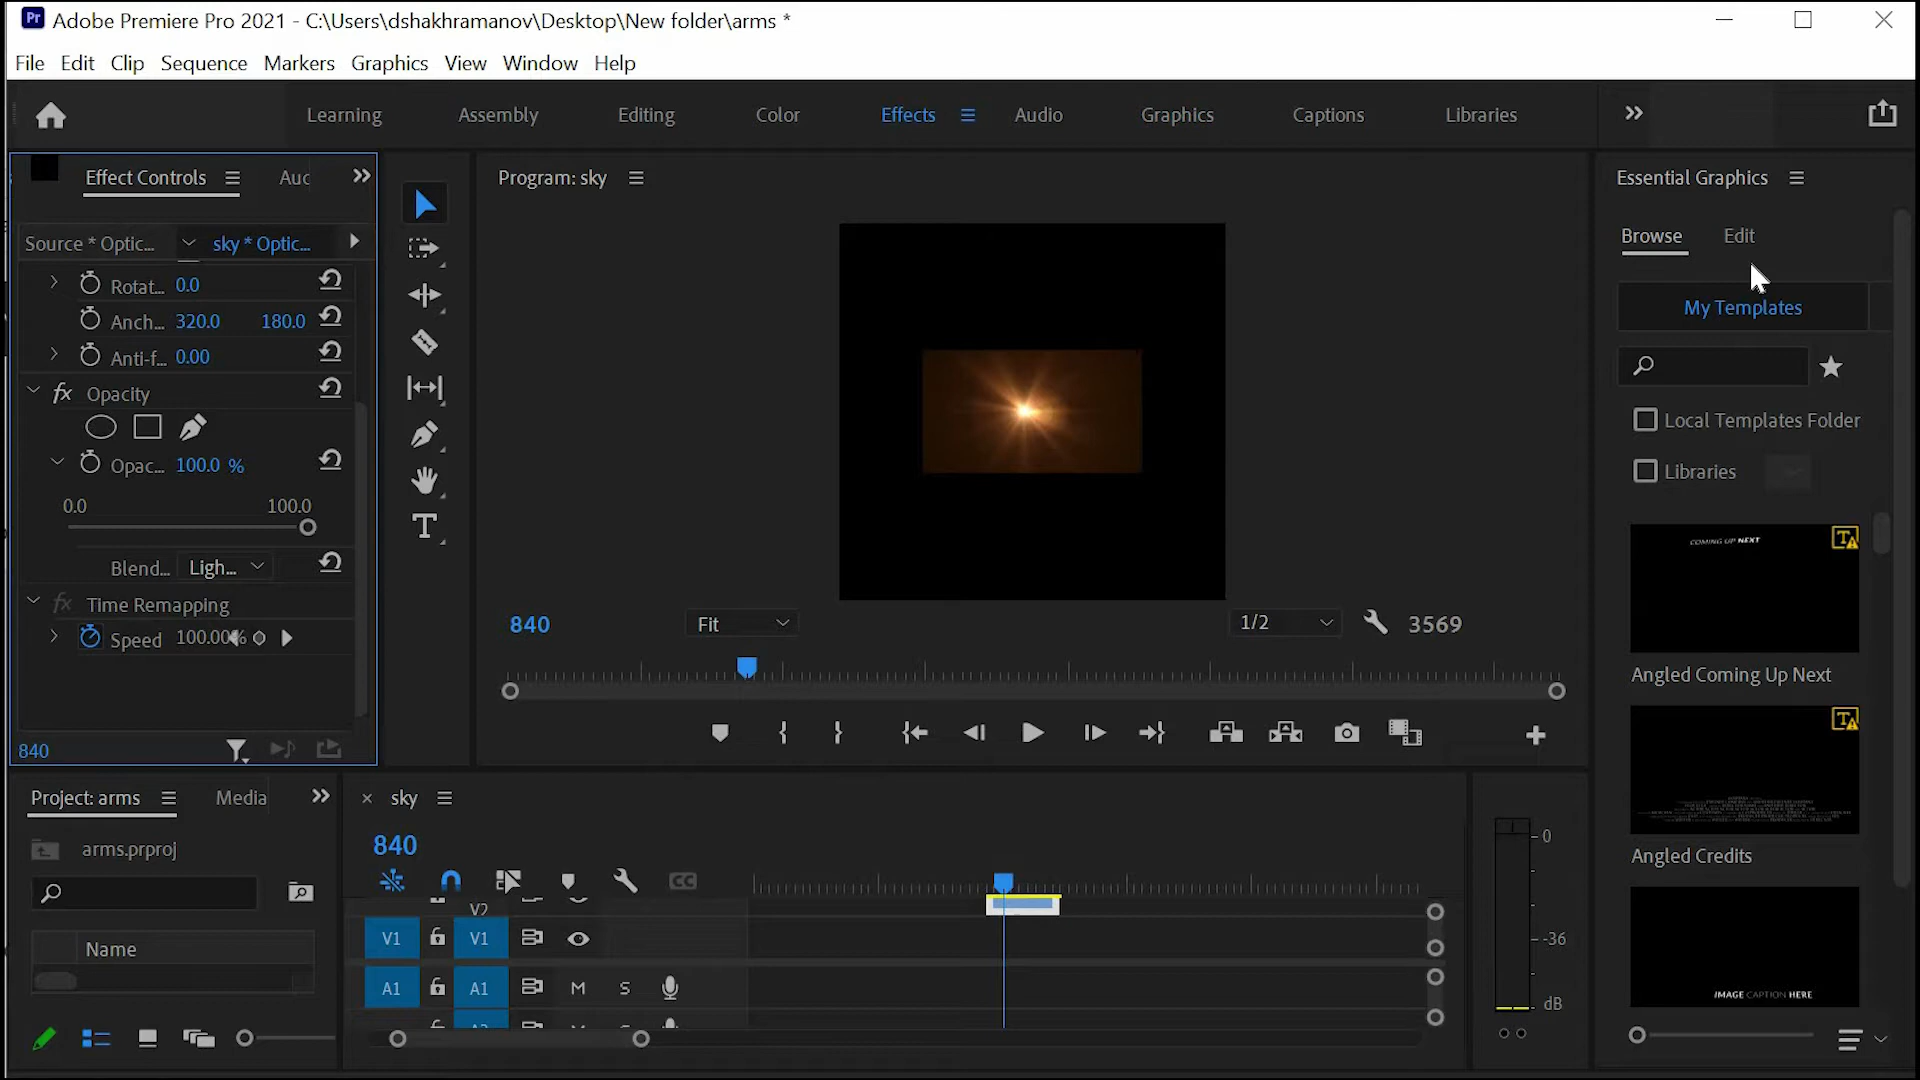 Pr Adobe Premiere Pro 2021 - C:\Users\dshakhramanov\Desktop\New folder\arms *
File Edit Clip Sequence Markers Graphics View Window Help
Learning Assembly Editing Color Effects Audio Graphics Captions Libraries
Effect Controls Auc
Source * Optic... sky * Optic...
Rotat... 0.0
Anch... 320.0 180.0
Anti-f... 0.00
fx Opacity
Opac... 100.0 %
0.0 100.0
Blend... Ligh...
fx Time Remapping
Speed 100.00%
840
Program: sky
840 Fit 1/2 3569
Essential Graphics
Browse Edit
My Templates
Local Templates Folder
Libraries
COMING UP NEXT
Angled Coming Up Next
Angled Credits
IMAGE CAPTION HERE
Project: arms Media
arms.prproj
Name
sky
840
CC
V2
V1 V1
A1 A1 M S
0
-36
dB